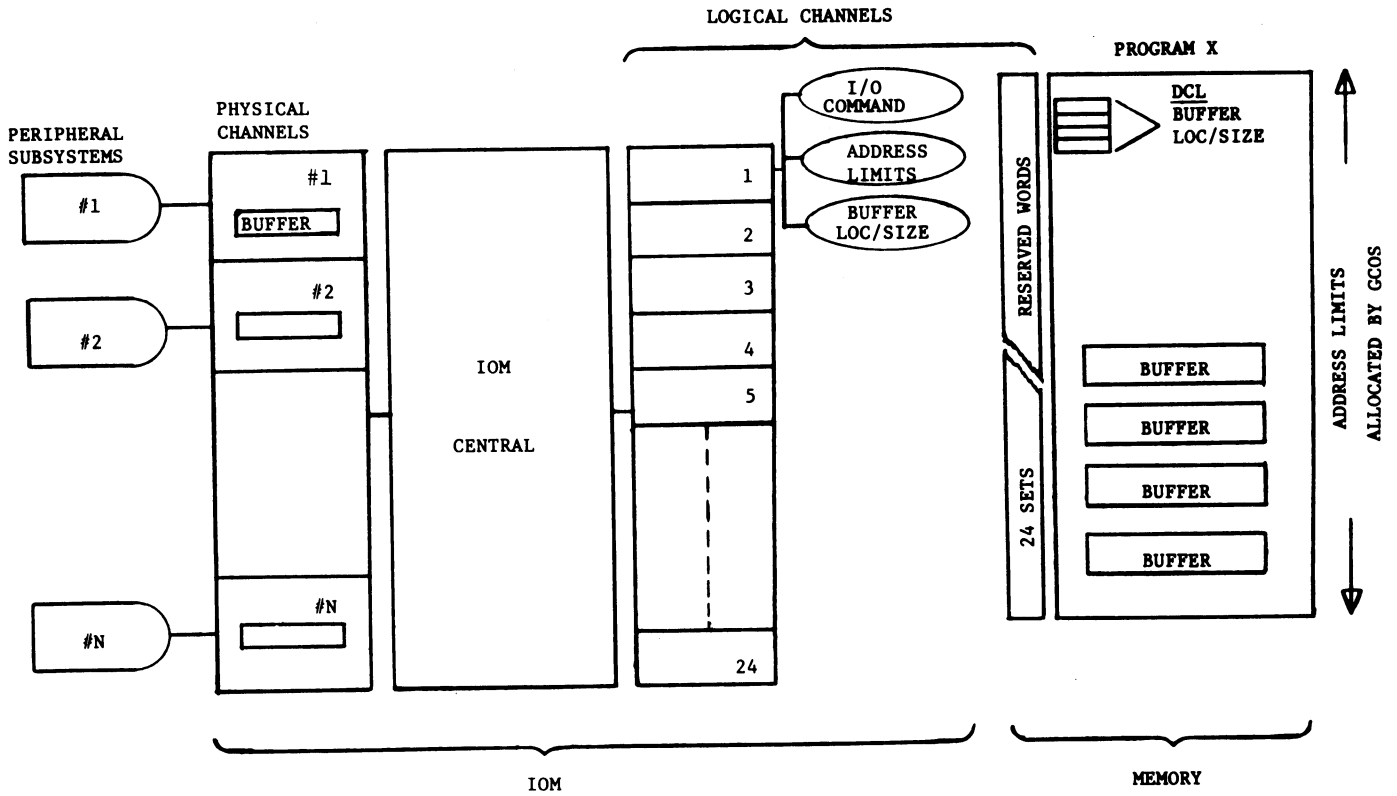 LOGICAL CHANNELS
PROGRAM X
PERIPHERAL
SUBSYSTEMS
PHYSICAL
CHANNELS
#1
#2
#N
#1
BUFFER
#2
#N
IOM
CENTRAL
1
2
3
4
5
24
I/O
COMMAND
ADDRESS
LIMITS
BUFFER
LOC/SIZE
RESERVED WORDS
24 SETS
DCL
BUFFER
LOC/SIZE
BUFFER
BUFFER
BUFFER
BUFFER
ADDRESS LIMITS
ALLOCATED BY GCOS
IOM
MEMORY